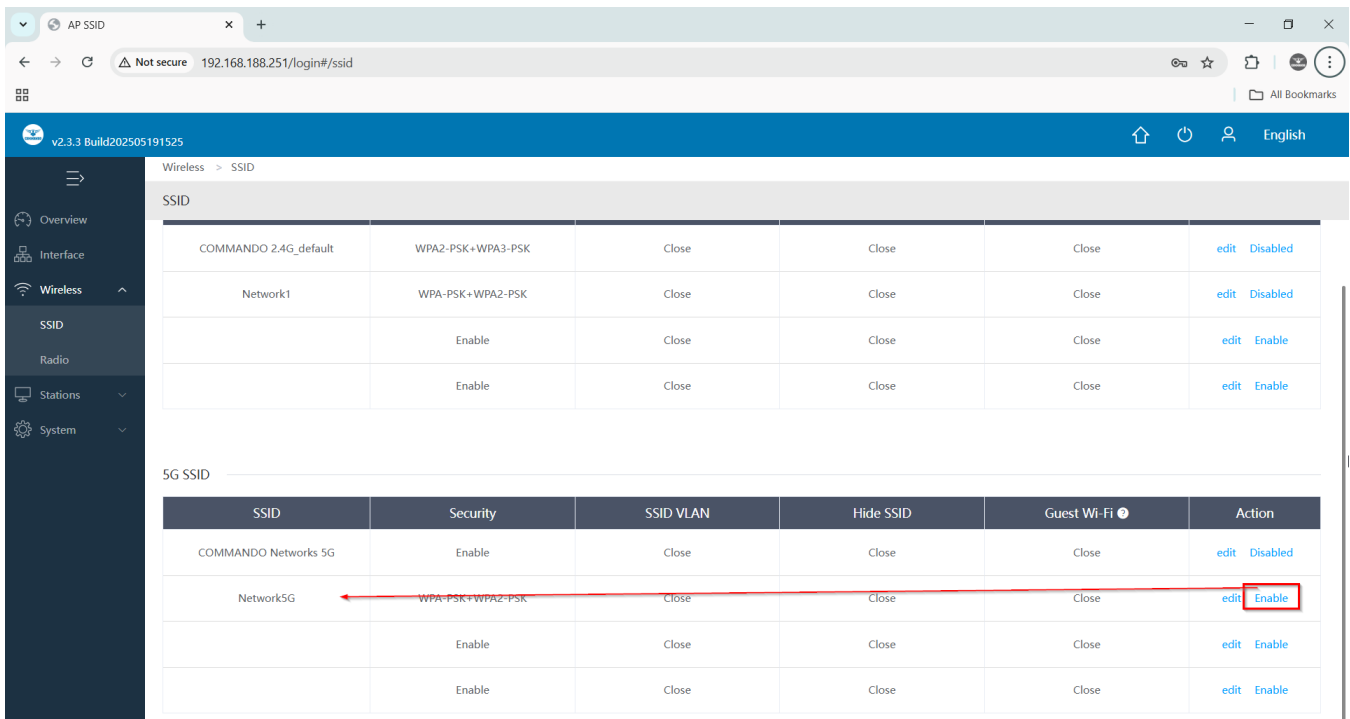 AP SSID
Not secure 192.168.188.251/login#/ssid
All Bookmarks
v2.3.3 Build202505191525 English
Wireless > SSID
SSID
Overview
Interface
Wireless
SSID
Radio
Stations
System
COMMANDO 2.4G_default WPA2-PSK+WPA3-PSK Close Close Close edit Disabled
Network1 WPA-PSK+WPA2-PSK Close Close Close edit Disabled
Enable Close Close Close edit Enable
Enable Close Close Close edit Enable
5G SSID
SSID Security SSID VLAN Hide SSID Guest Wi-Fi ? Action
COMMANDO Networks 5G Enable Close Close Close edit Disabled
Network5G WPA-PSK+WPA2-PSK Close Close Close edit Enable
Enable Close Close Close edit Enable
Enable Close Close Close edit Enable